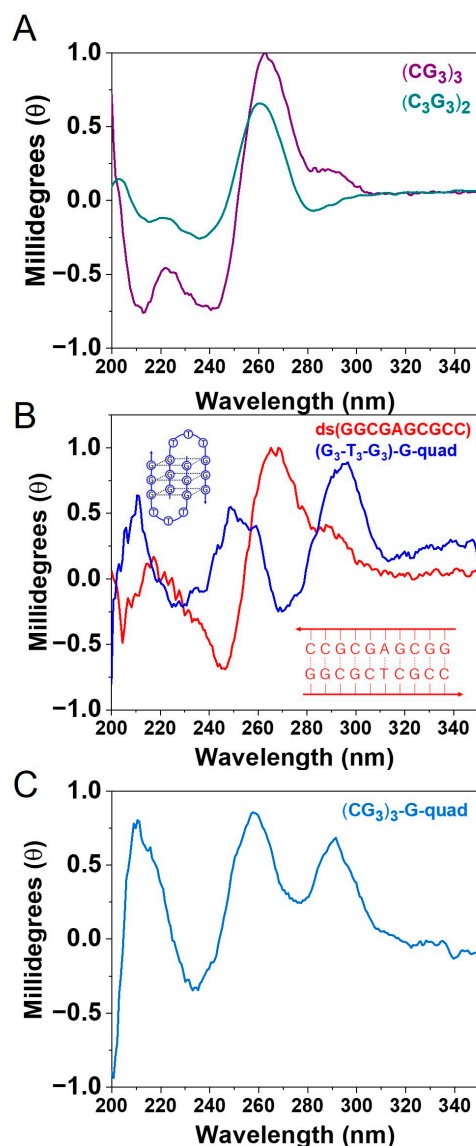 A
(CG₃)₃
(C₃G₃)₂
Millidegrees (θ)
1.0
0.5
0.0
−0.5
−1.0
200 220 240 260 280 300 320 340
Wavelength (nm)
B
ds(GGCGAGCGCC)
(G₃-T₃-G₃)-G-quad
T
T T
G G
G G
G G
G G
G G
G G
T T
T
Millidegrees (θ)
1.0
0.5
0.0
−0.5
−1.0
CCGCGAGCGG
GGCGCTCGCC
200 220 240 260 280 300 320 340
Wavelength (nm)
C
(CG₃)₃-G-quad
Millidegrees (θ)
1.0
0.5
0.0
−0.5
−1.0
200 220 240 260 280 300 320 340
Wavelength (nm)